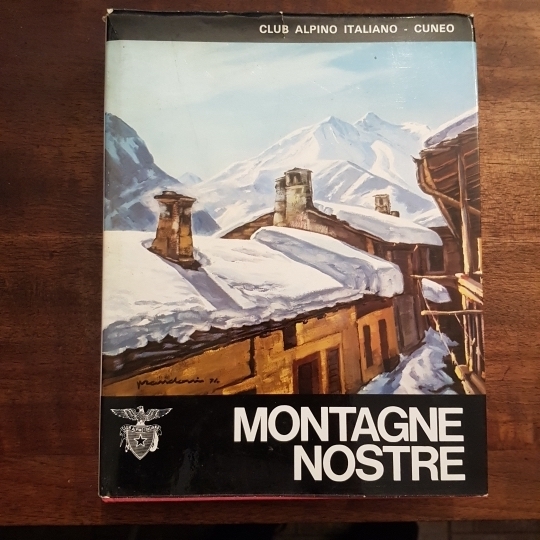 CLUB ALPINO ITALIANO - CUNEO
MONTAGNE
NOSTRE